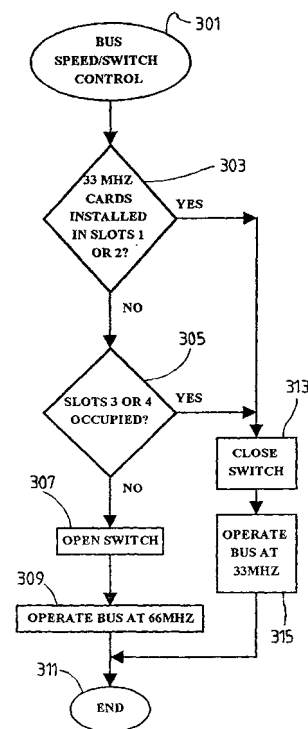 301
BUS
SPEED/SWITCH
CONTROL
303
33 MHZ
CARDS
INSTALLED
IN SLOTS 1
OR 2?
YES
NO
305
SLOTS 3 OR 4
OCCUPIED?
YES
313
NO
CLOSE
SWITCH
307
OPEN SWITCH
OPERATE
BUS AT
33MHZ
309
OPERATE BUS AT 66MHZ
315
311
END